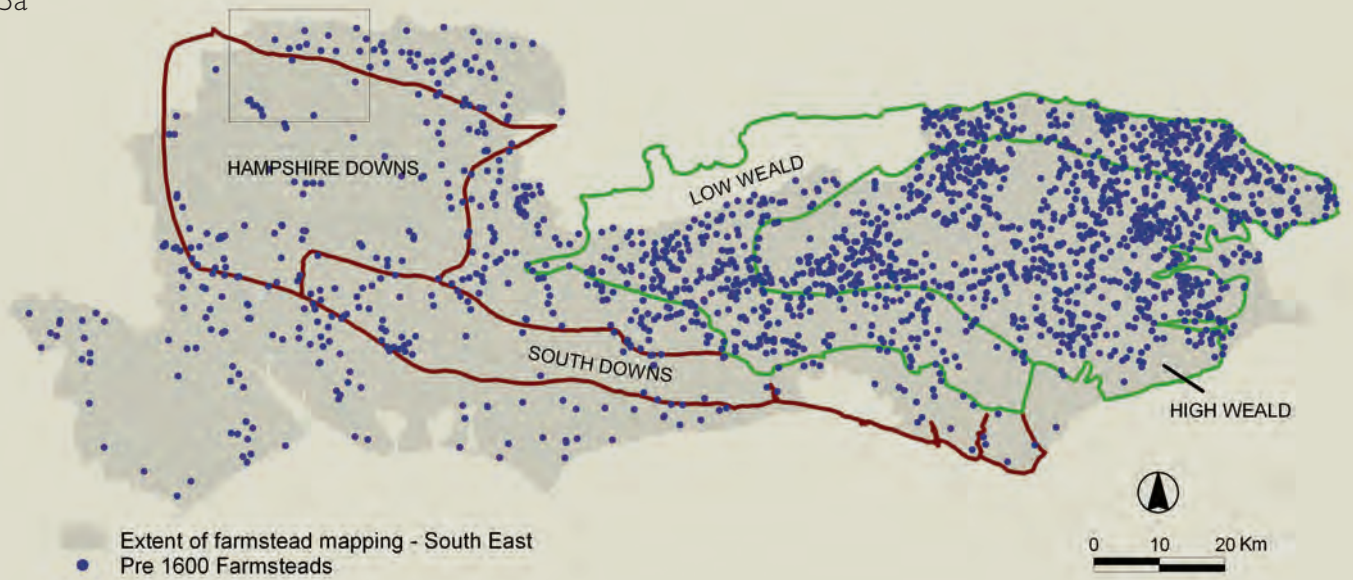 HAMPSHIRE DOWNS
LOW WEALD
SOUTH DOWNS
HIGH WEALD
Extent of farmstead mapping - South East
Pre 1600 Farmsteads
0 10 20 Km